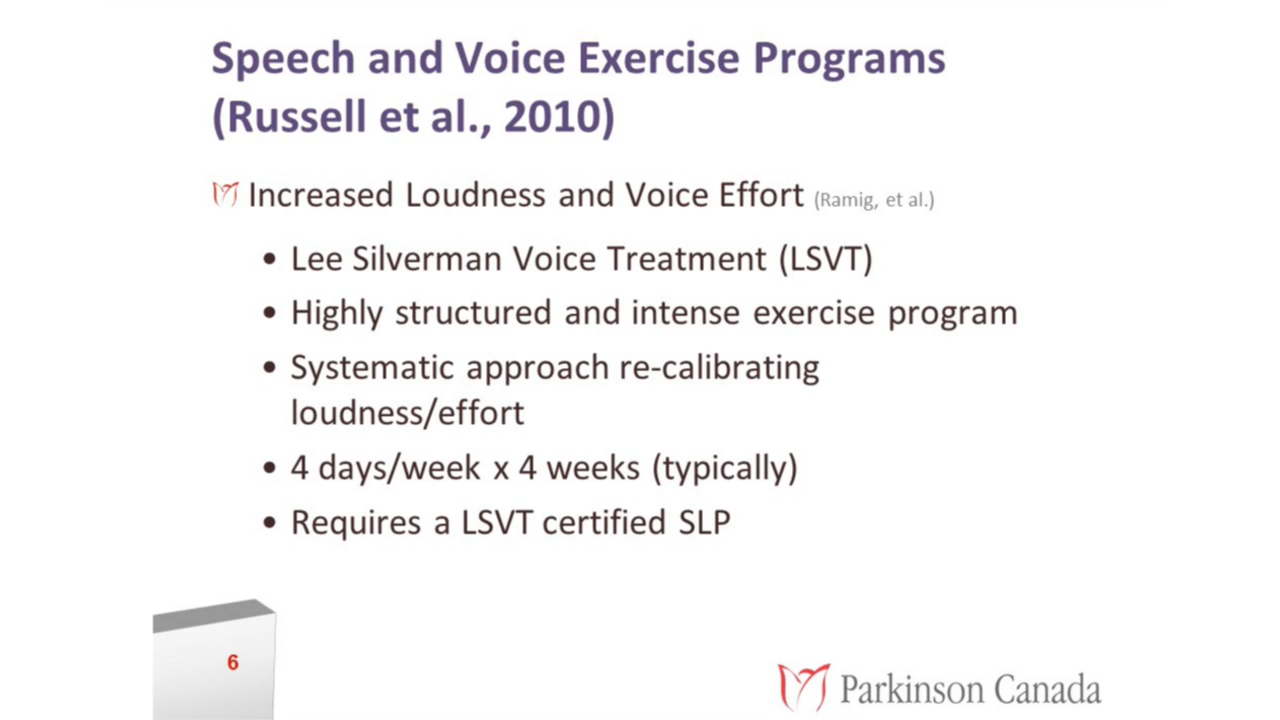 Speech and Voice Exercise Programs
(Russell et al., 2010)
Increased Loudness and Voice Effort (Ramig, et al.)
• Lee Silverman Voice Treatment (LSVT)
• Highly structured and intense exercise program
• Systematic approach re-calibrating
loudness/effort
• 4 days/week x 4 weeks (typically)
• Requires a LSVT certified SLP
6
Parkinson Canada